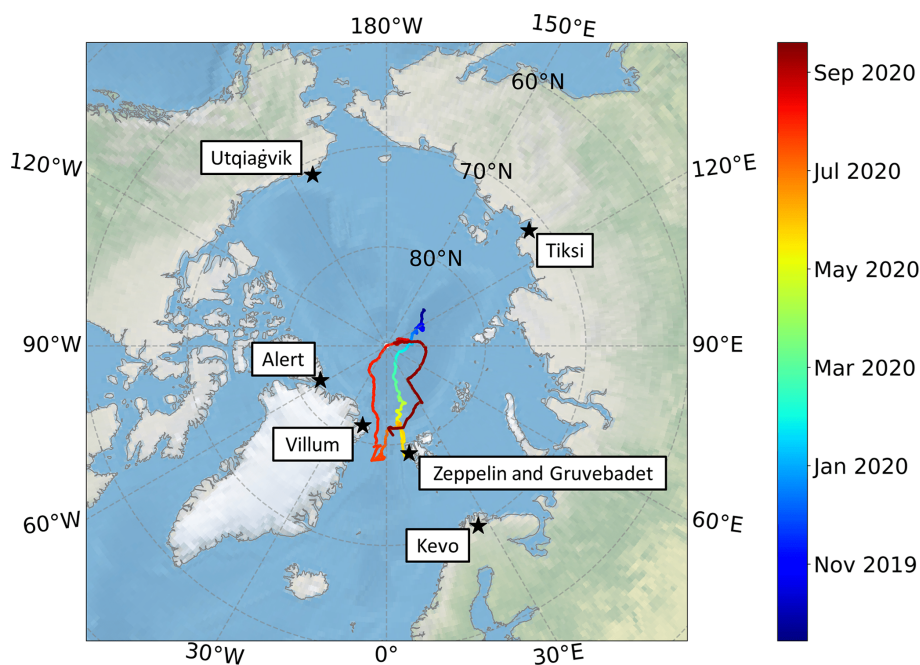 180°W
150°E
60°N
Sep 2020
Utqiaġvik
120°W
70°N
120°E
Jul 2020
Tiksi
80°N
May 2020
90°W
Alert
90°E
Mar 2020
Villum
Zeppelin and Gruvebadet
Jan 2020
60°W
Kevo
60°E
Nov 2019
30°W
0°
30°E